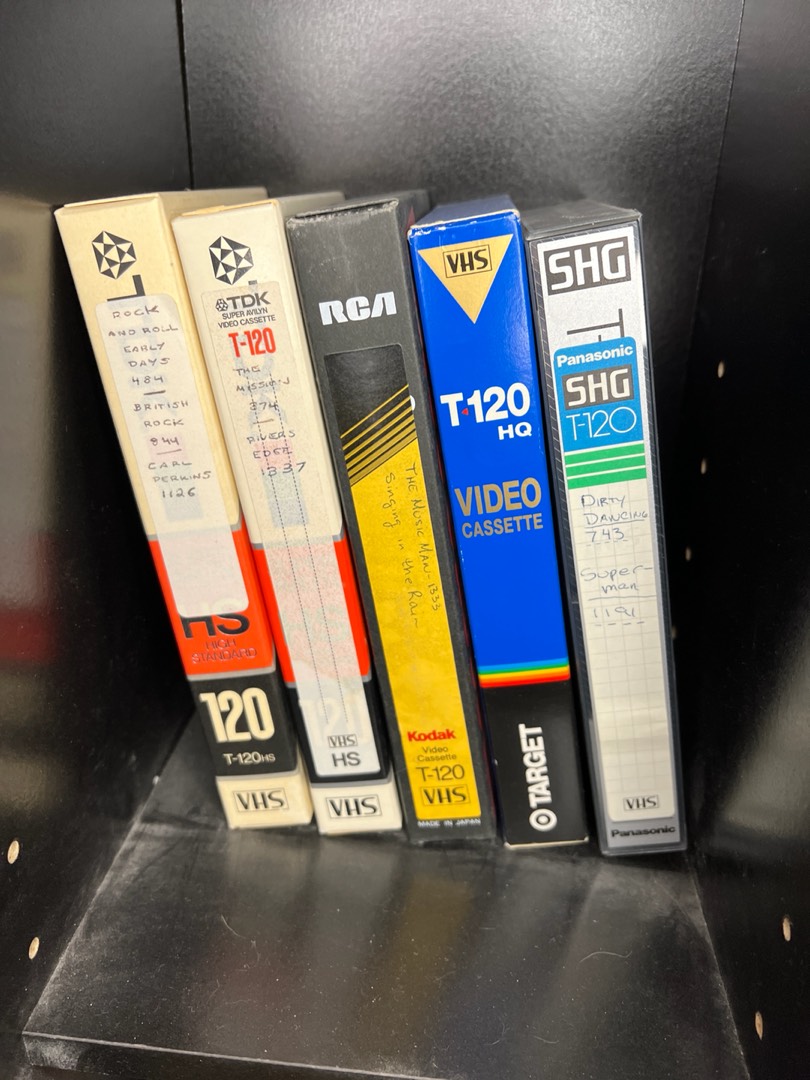 ROCK
AND ROLL
EARLY
DAYS
484
BRITISH
ROCK
844
CARL
PERKINS
1126
HS
HIGH
STANDARD
120
T-120HS
VHS
TDK
SUPER AVILYN
VIDEO CASSETTE
T-120
THE
MISSION
374
RIVERS
EDGE
1337
120
VHS
HS
VHS
RCA
THE MUSIC MAN - 1333
Singing in the Rain
Kodak
Video
Cassette
T-120
VHS
MADE IN JAPAN
VHS
T-120
HQ
VIDEO
CASSETTE
TARGET
SHG
T-
Panasonic
SHG
T-120
DIRTY
DANCING
743
Super-
man
1191
VHS
Panasonic